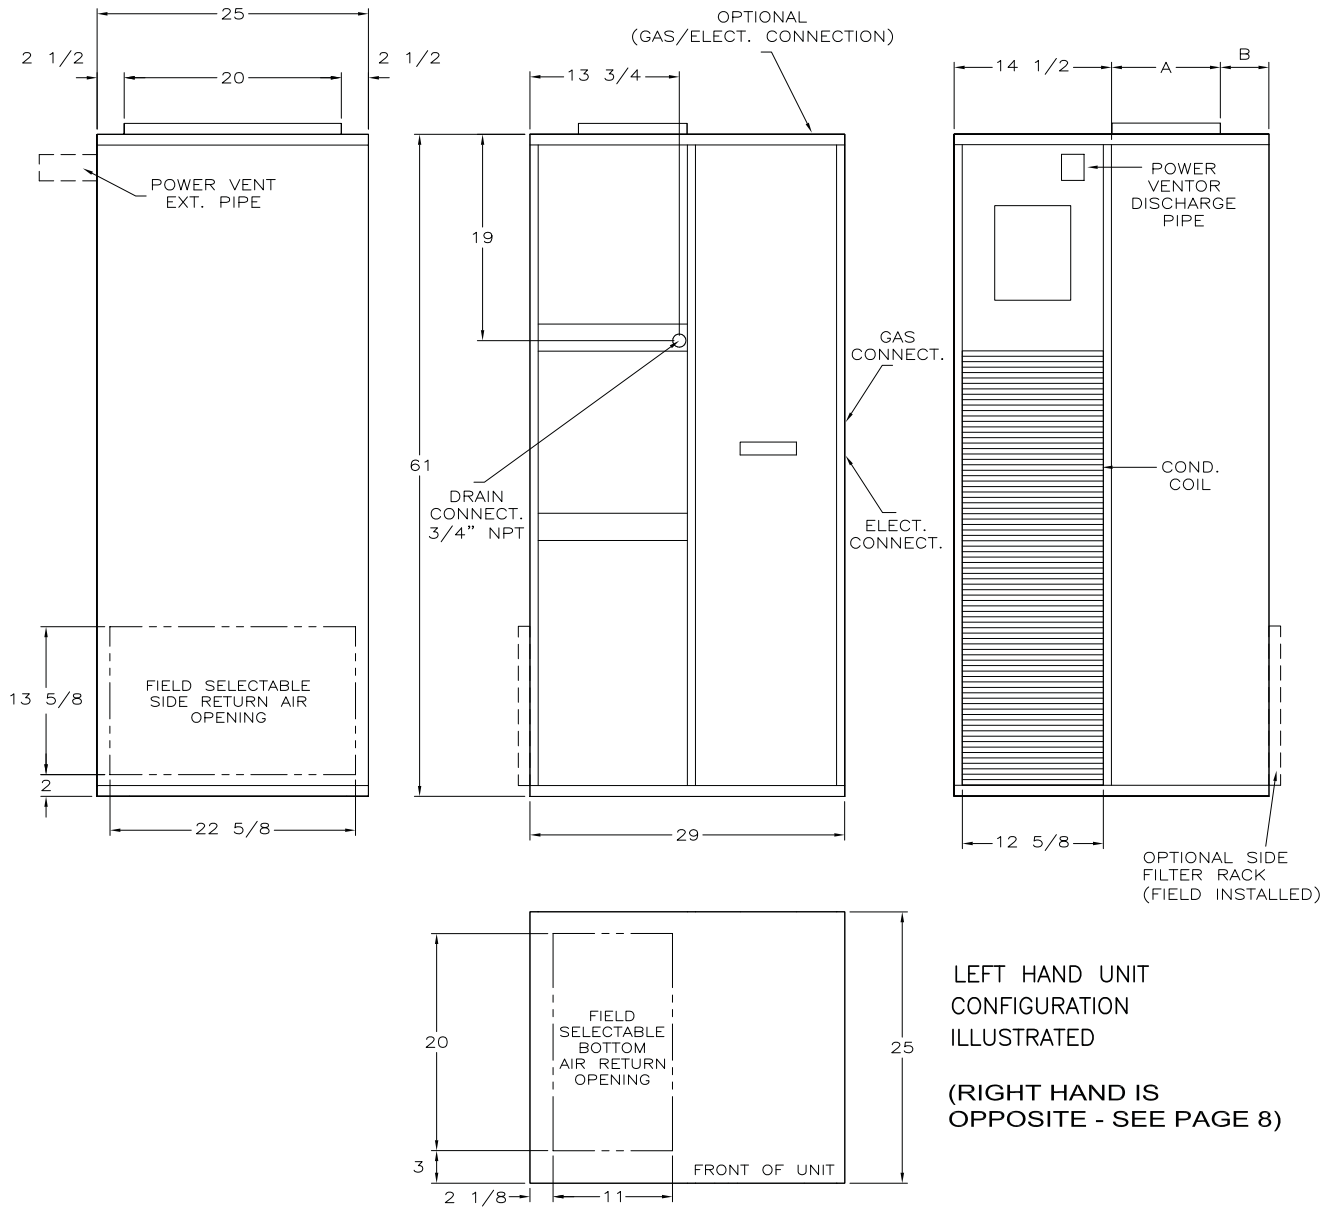 25
2 1/2
20
2 1/2
POWER VENT
EXT. PIPE
13 5/8
2
FIELD SELECTABLE
SIDE RETURN AIR
OPENING
22 5/8
OPTIONAL
(GAS/ELECT. CONNECTION)
13 3/4
19
61
DRAIN
CONNECT.
3/4” NPT
GAS
CONNECT.
ELECT.
CONNECT.
29
14 1/2
A
B
POWER
VENTOR
DISCHARGE
PIPE
COND.
COIL
12 5/8
OPTIONAL SIDE
FILTER RACK
(FIELD INSTALLED)
20
3
FIELD
SELECTABLE
BOTTOM
AIR RETURN
OPENING
FRONT OF UNIT
25
2 1/8
11
LEFT HAND UNIT
CONFIGURATION
ILLUSTRATED
(RIGHT HAND IS
OPPOSITE - SEE PAGE 8)